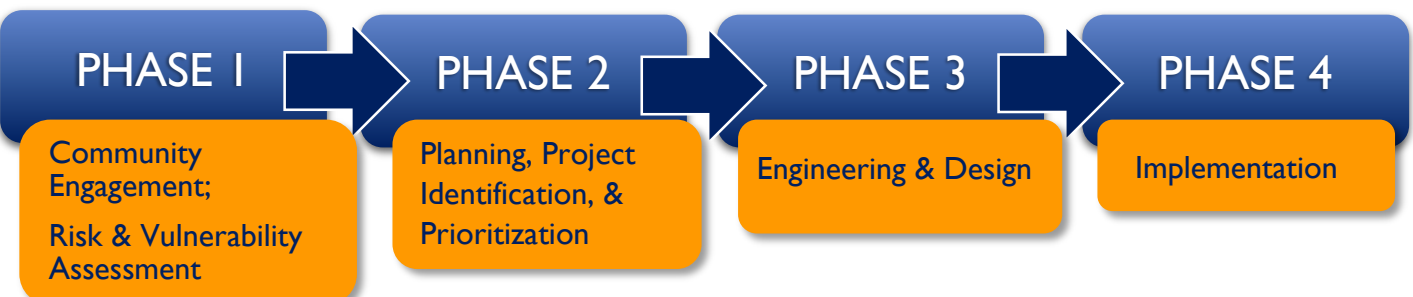 PHASE 1
PHASE 2
PHASE 3
PHASE 4
Community
Engagement;
Risk & Vulnerability
Assessment
Planning, Project
Identification, &
Prioritization
Engineering & Design
Implementation